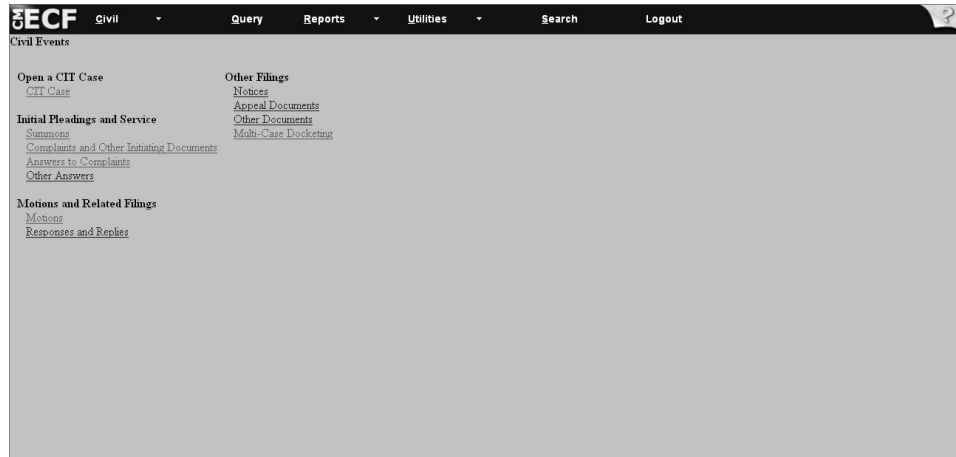 CM ECF Civil Query Reports Utilities Search Logout ?
Civil Events
Open a CIT Case
CIT Case
Initial Pleadings and Service
Summons
Complaints and Other Initiating Documents
Answers to Complaints
Other Answers
Motions and Related Filings
Motions
Responses and Replies
Other Filings
Notices
Appeal Documents
Other Documents
Multi-Case Docketing